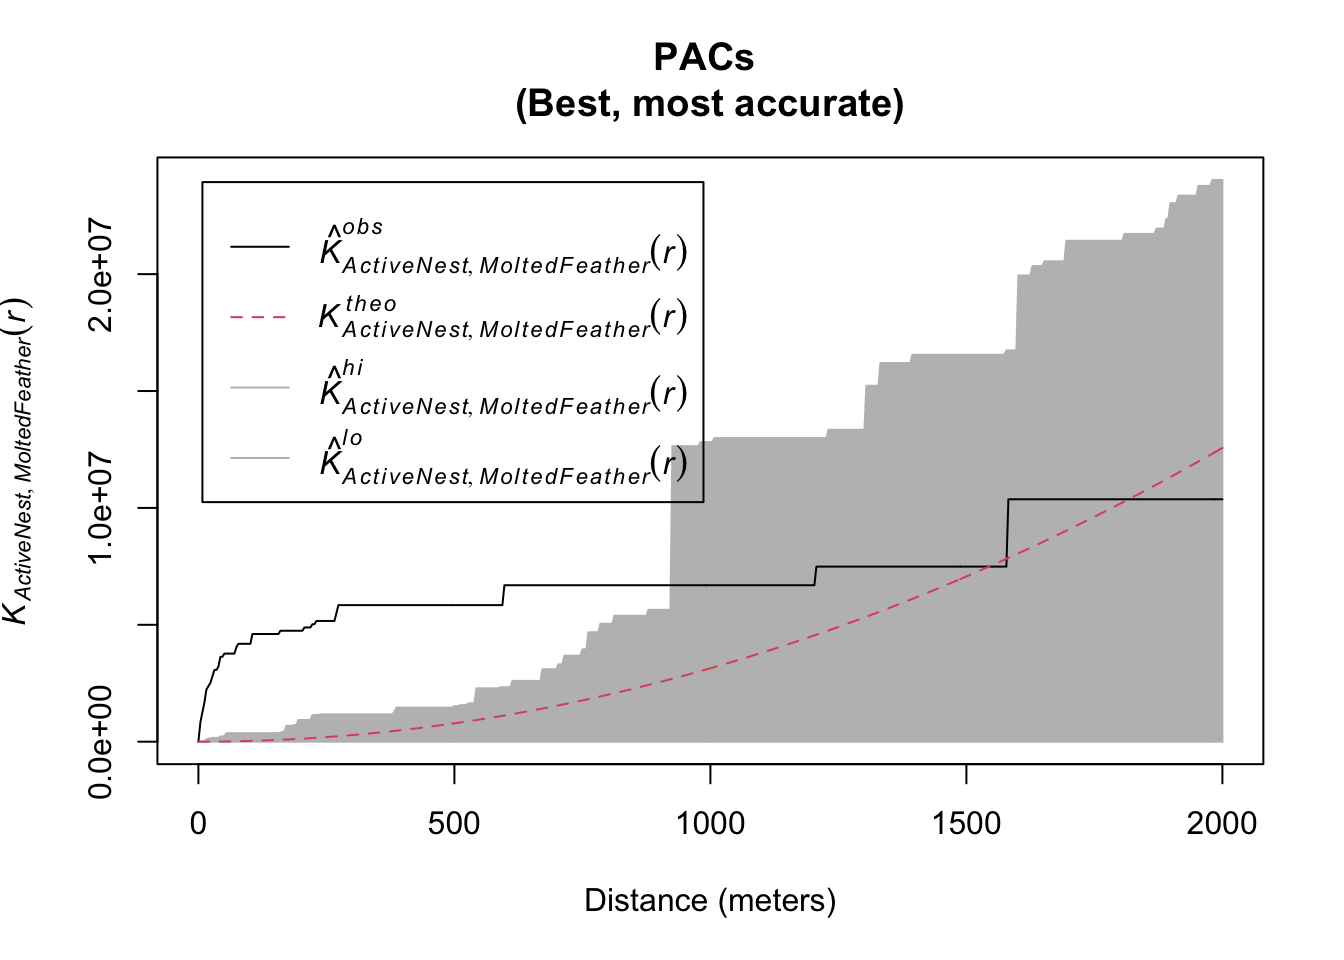 PACs
(Best, most accurate)
K̂^obs_ActiveNest, MoltedFeather(r)
K^theo_ActiveNest, MoltedFeather(r)
K̂^hi_ActiveNest, MoltedFeather(r)
K̂^lo_ActiveNest, MoltedFeather(r)
K_ActiveNest, MoltedFeather(r)
2.0e+07
1.0e+07
0.0e+00
0 500 1000 1500 2000
Distance (meters)